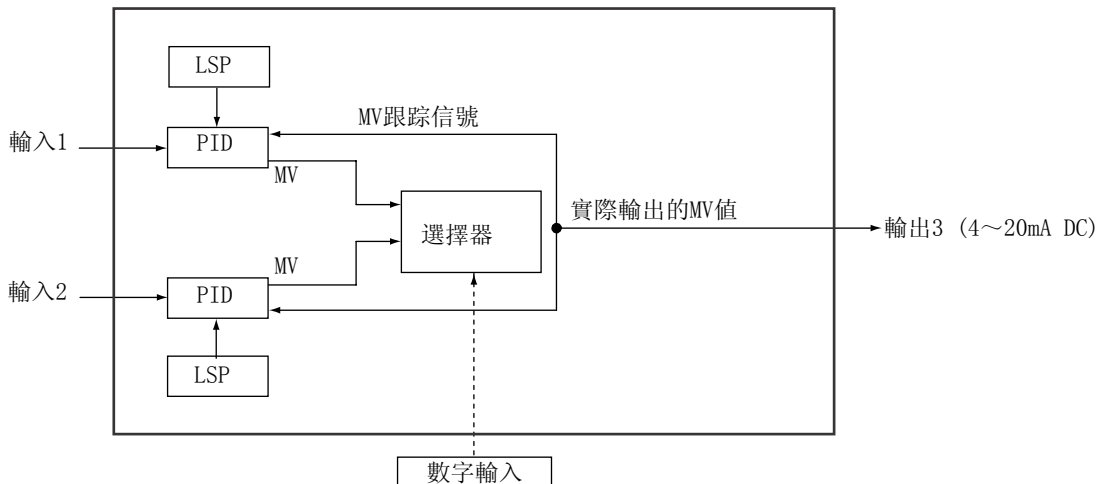 LSP
MV跟踪信號
輸入1
PID
MV
實際輸出的MV值
選擇器
輸出3 (4～20mA DC)
MV
輸入2
PID
LSP
數字輸入